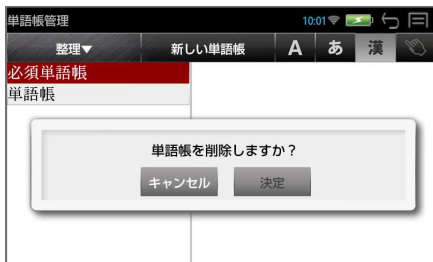 単語帳管理 10:01
整理▼ 新しい単語帳 A あ 漢
必須単語帳
単語帳
単語帳を削除しますか？
キャンセル 決定